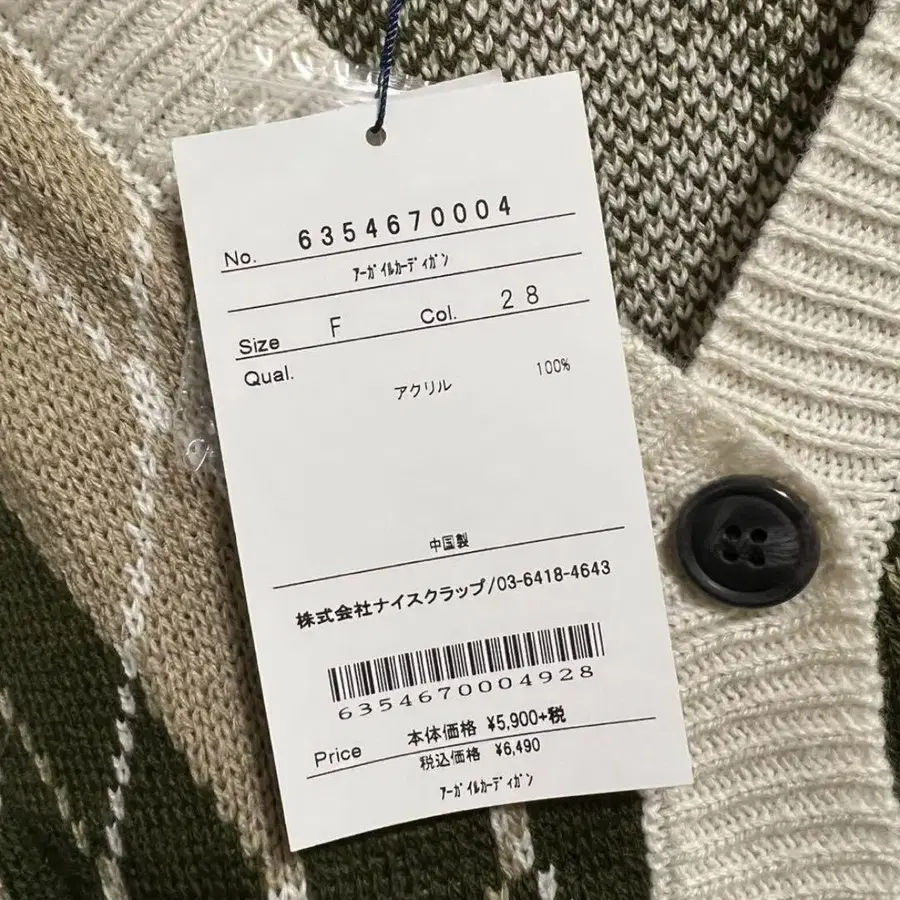 No. 6354670004
ｱｰｶﾞｲﾙｶｰﾃﾞｨｶﾞﾝ
Size F Col. 28
Qual.
アクリル 100%
中国製
株式会社ナイスクラップ/03-6418-4643
6354670004928
Price 本体価格 ¥5,900+税
税込価格 ¥6,490
ｱｰｶﾞｲﾙｶｰﾃﾞｨｶﾞﾝ